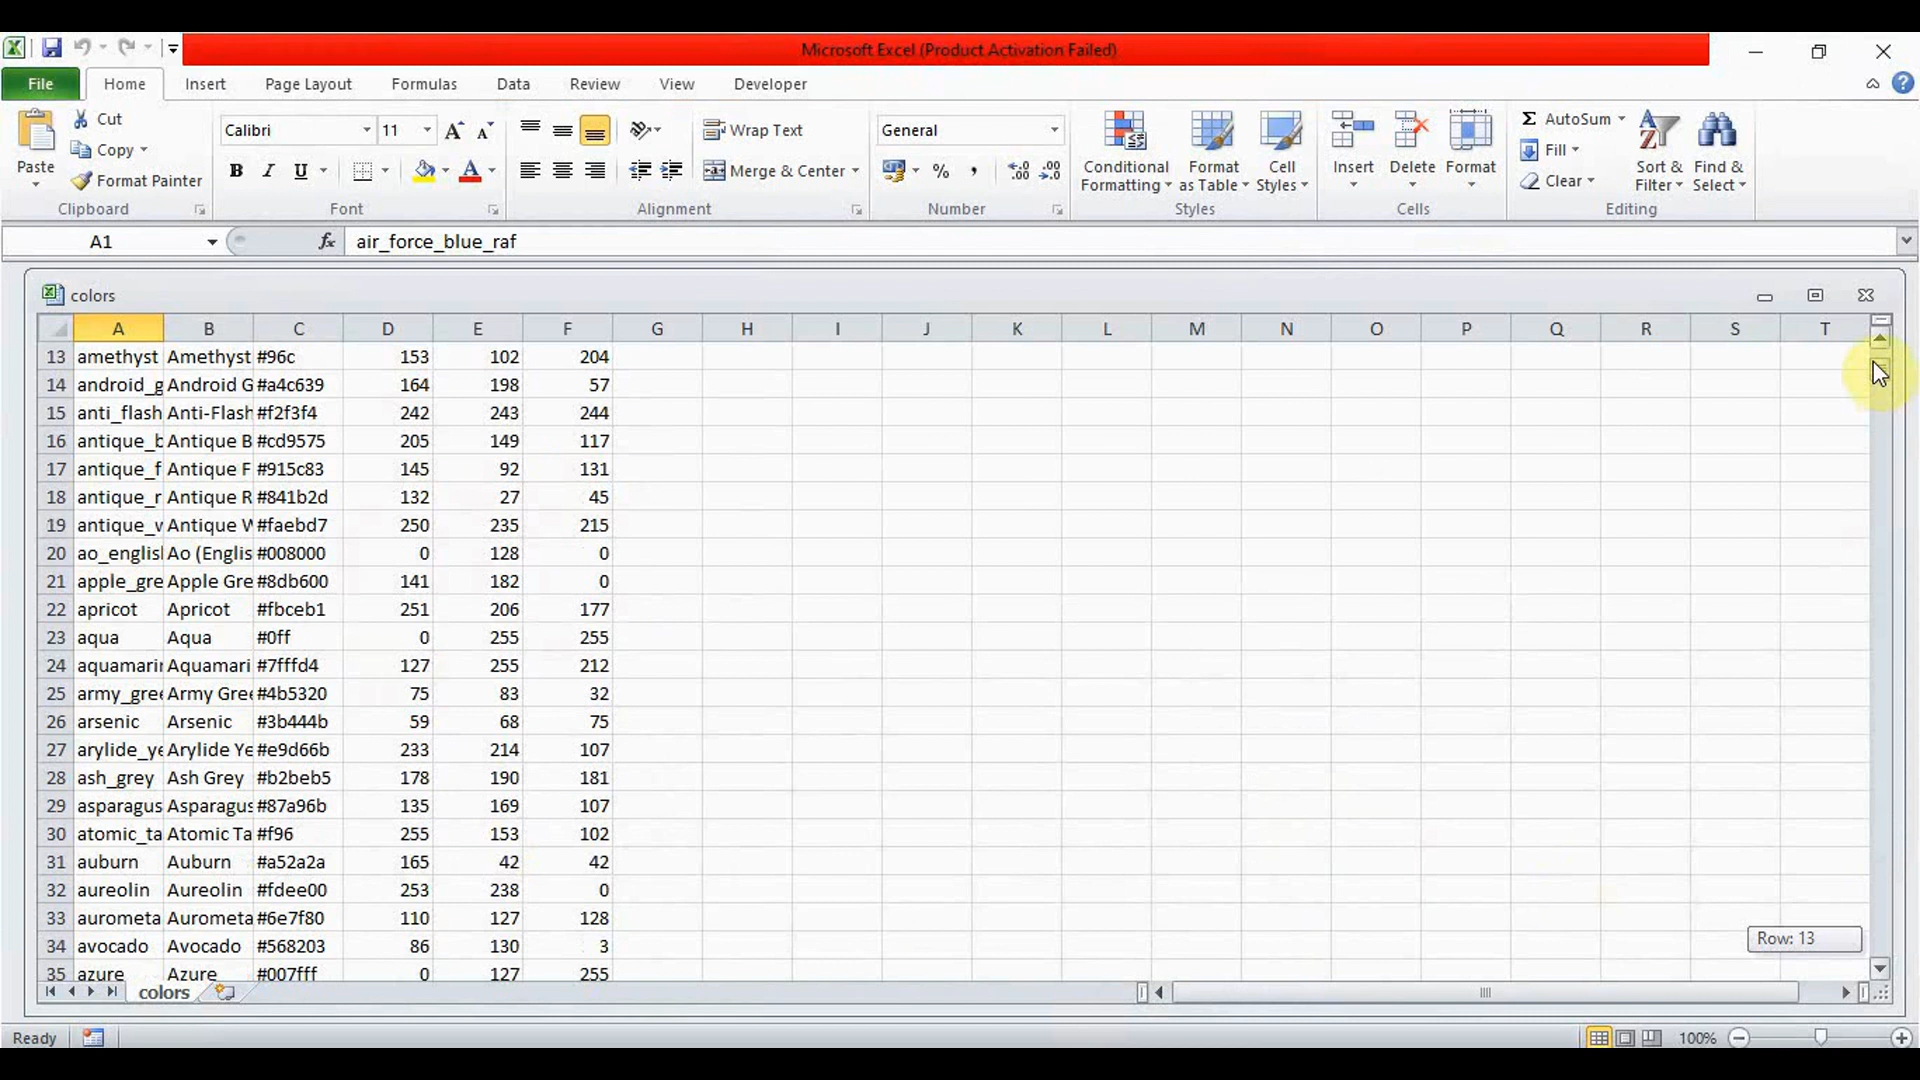 Microsoft Excel (Product Activation Failed)
File Home Insert Page Layout Formulas Data Review View Developer
Paste
Cut
Copy
Format Painter
Clipboard
Calibri 11
B I U
Font
Wrap Text
Merge & Center
Alignment
General
%
Number
Conditional Formatting
Format as Table
Cell Styles
Styles
Insert Delete Format
Cells
AutoSum
Fill
Clear
Sort & Filter
Find & Select
Editing
A1 fx air_force_blue_raf
colors
A B C D E F G H I J K L M N O P Q R S T
13 amethyst Amethyst #96c 153 102 204
14 android_g Android G #a4c639 164 198 57
15 anti_flash Anti-Flash #f2f3f4 242 243 244
16 antique_b Antique B #cd9575 205 149 117
17 antique_f Antique F #915c83 145 92 131
18 antique_r Antique R #841b2d 132 27 45
19 antique_w Antique W #faebd7 250 235 215
20 ao_english Ao (Englis #008000 0 128 0
21 apple_gre Apple Gre #8db600 141 182 0
22 apricot Apricot #fbceb1 251 206 177
23 aqua Aqua #0ff 0 255 255
24 aquamarin Aquamari #7fffd4 127 255 212
25 army_gree Army Gree #4b5320 75 83 32
26 arsenic Arsenic #3b444b 59 68 75
27 arylide_ye Arylide Ye #e9d66b 233 214 107
28 ash_grey Ash Grey #b2beb5 178 190 181
29 asparagus Asparagus #87a96b 135 169 107
30 atomic_ta Atomic Ta #f96 255 153 102
31 auburn Auburn #a52a2a 165 42 42
32 aureolin Aureolin #fdee00 253 238 0
33 aurometa Aurometa #6e7f80 110 127 128
34 avocado Avocado #568203 86 130 3
35 azure Azure #007fff 0 127 255
Row: 13
colors
Ready 100%